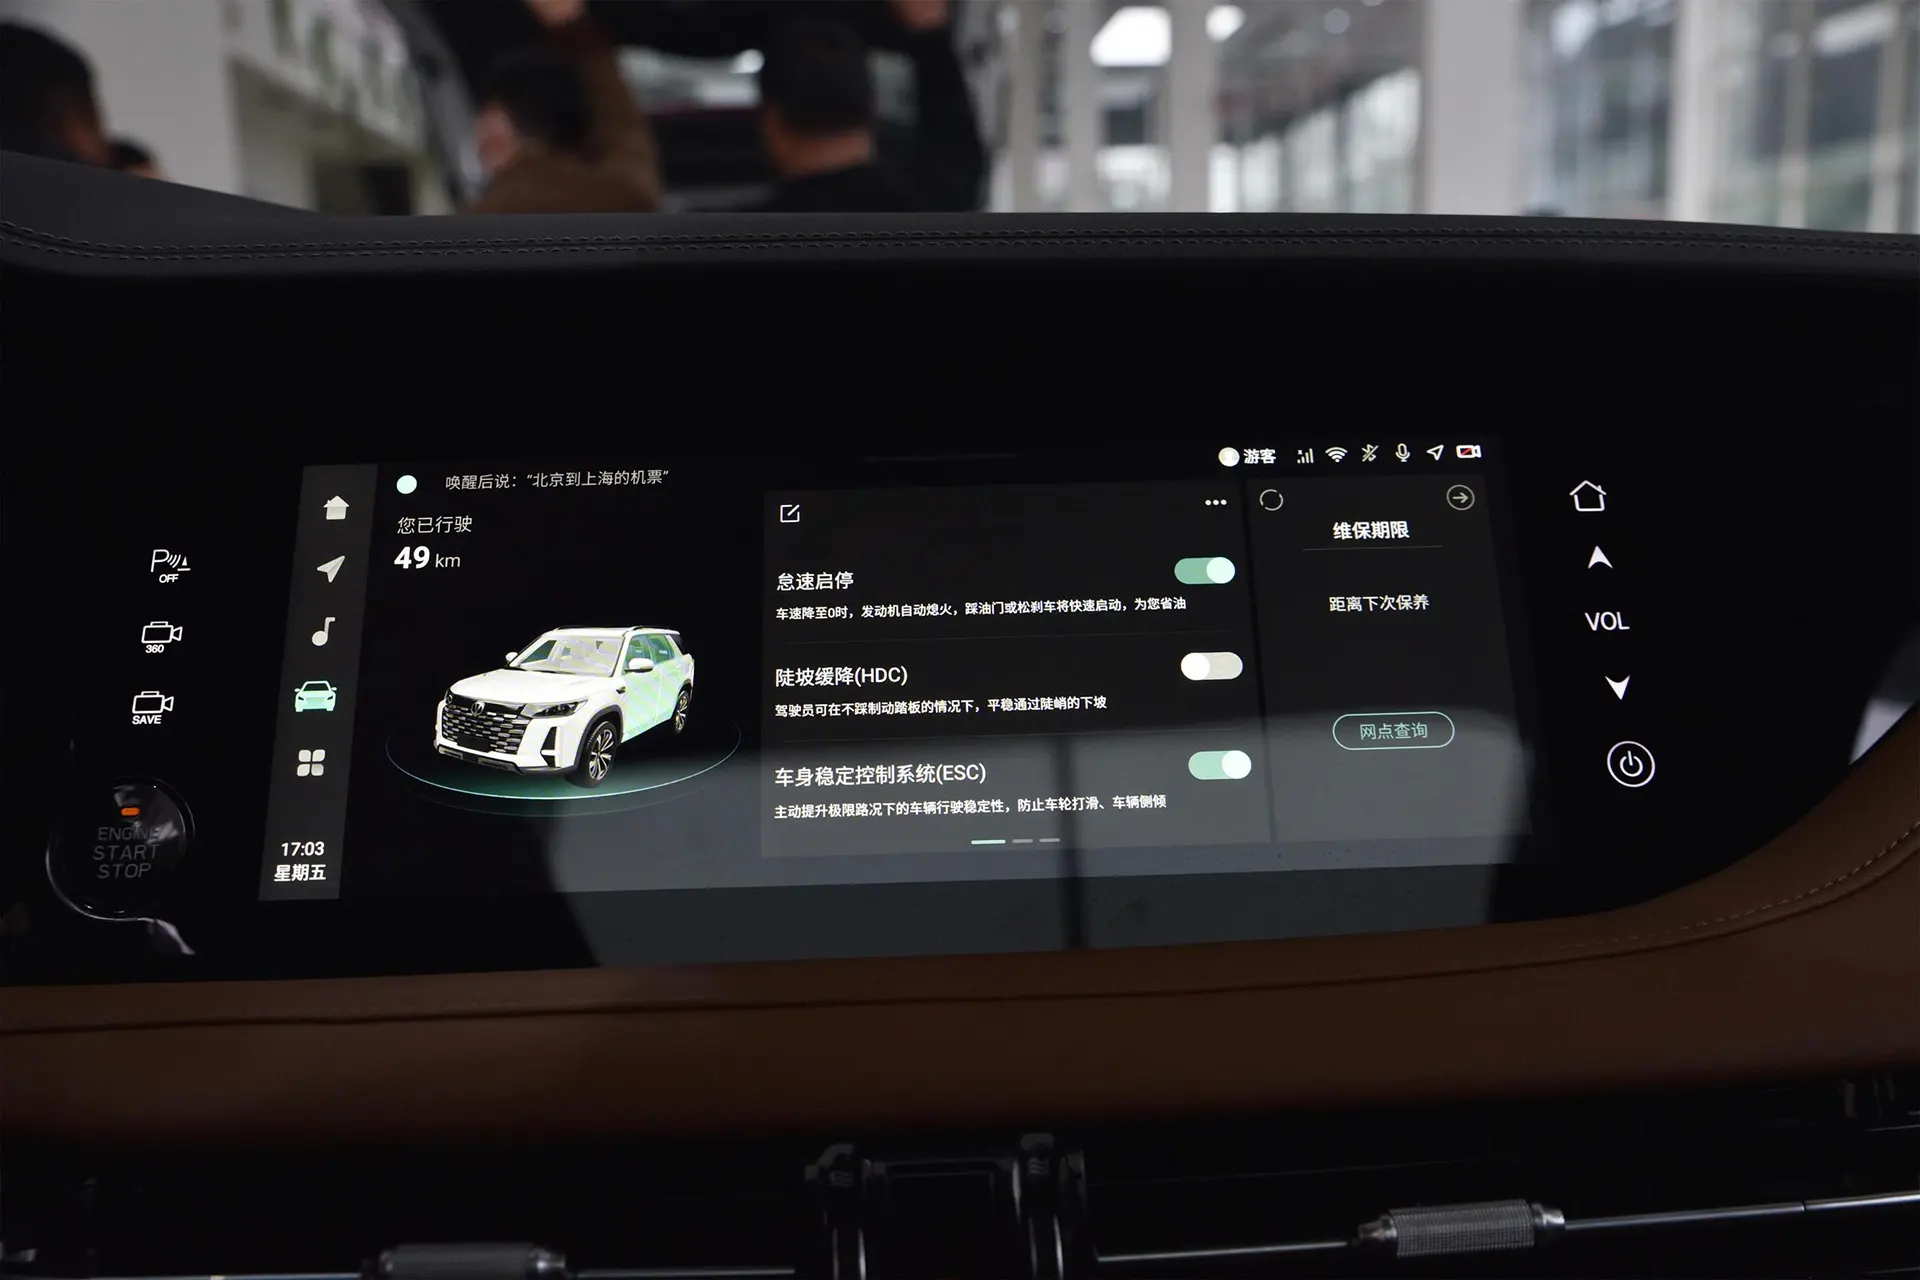 唤醒后说：“北京到上海的机票”
您已行驶
49 km
游客
怠速启停
车速降至0时，发动机自动熄火，踩油门或松刹车将快速启动，为您省油
陡坡缓降(HDC)
驾驶员可在不踩制动踏板的情况下，平稳通过陡峭的下坡
车身稳定控制系统(ESC)
主动提升极限路况下的车辆行驶稳定性，防止车轮打滑、车辆侧倾
维保期限
距离下次保养
网点查询
17:03
星期五
P
OFF
360
SAVE
ENGINE
START
STOP
VOL